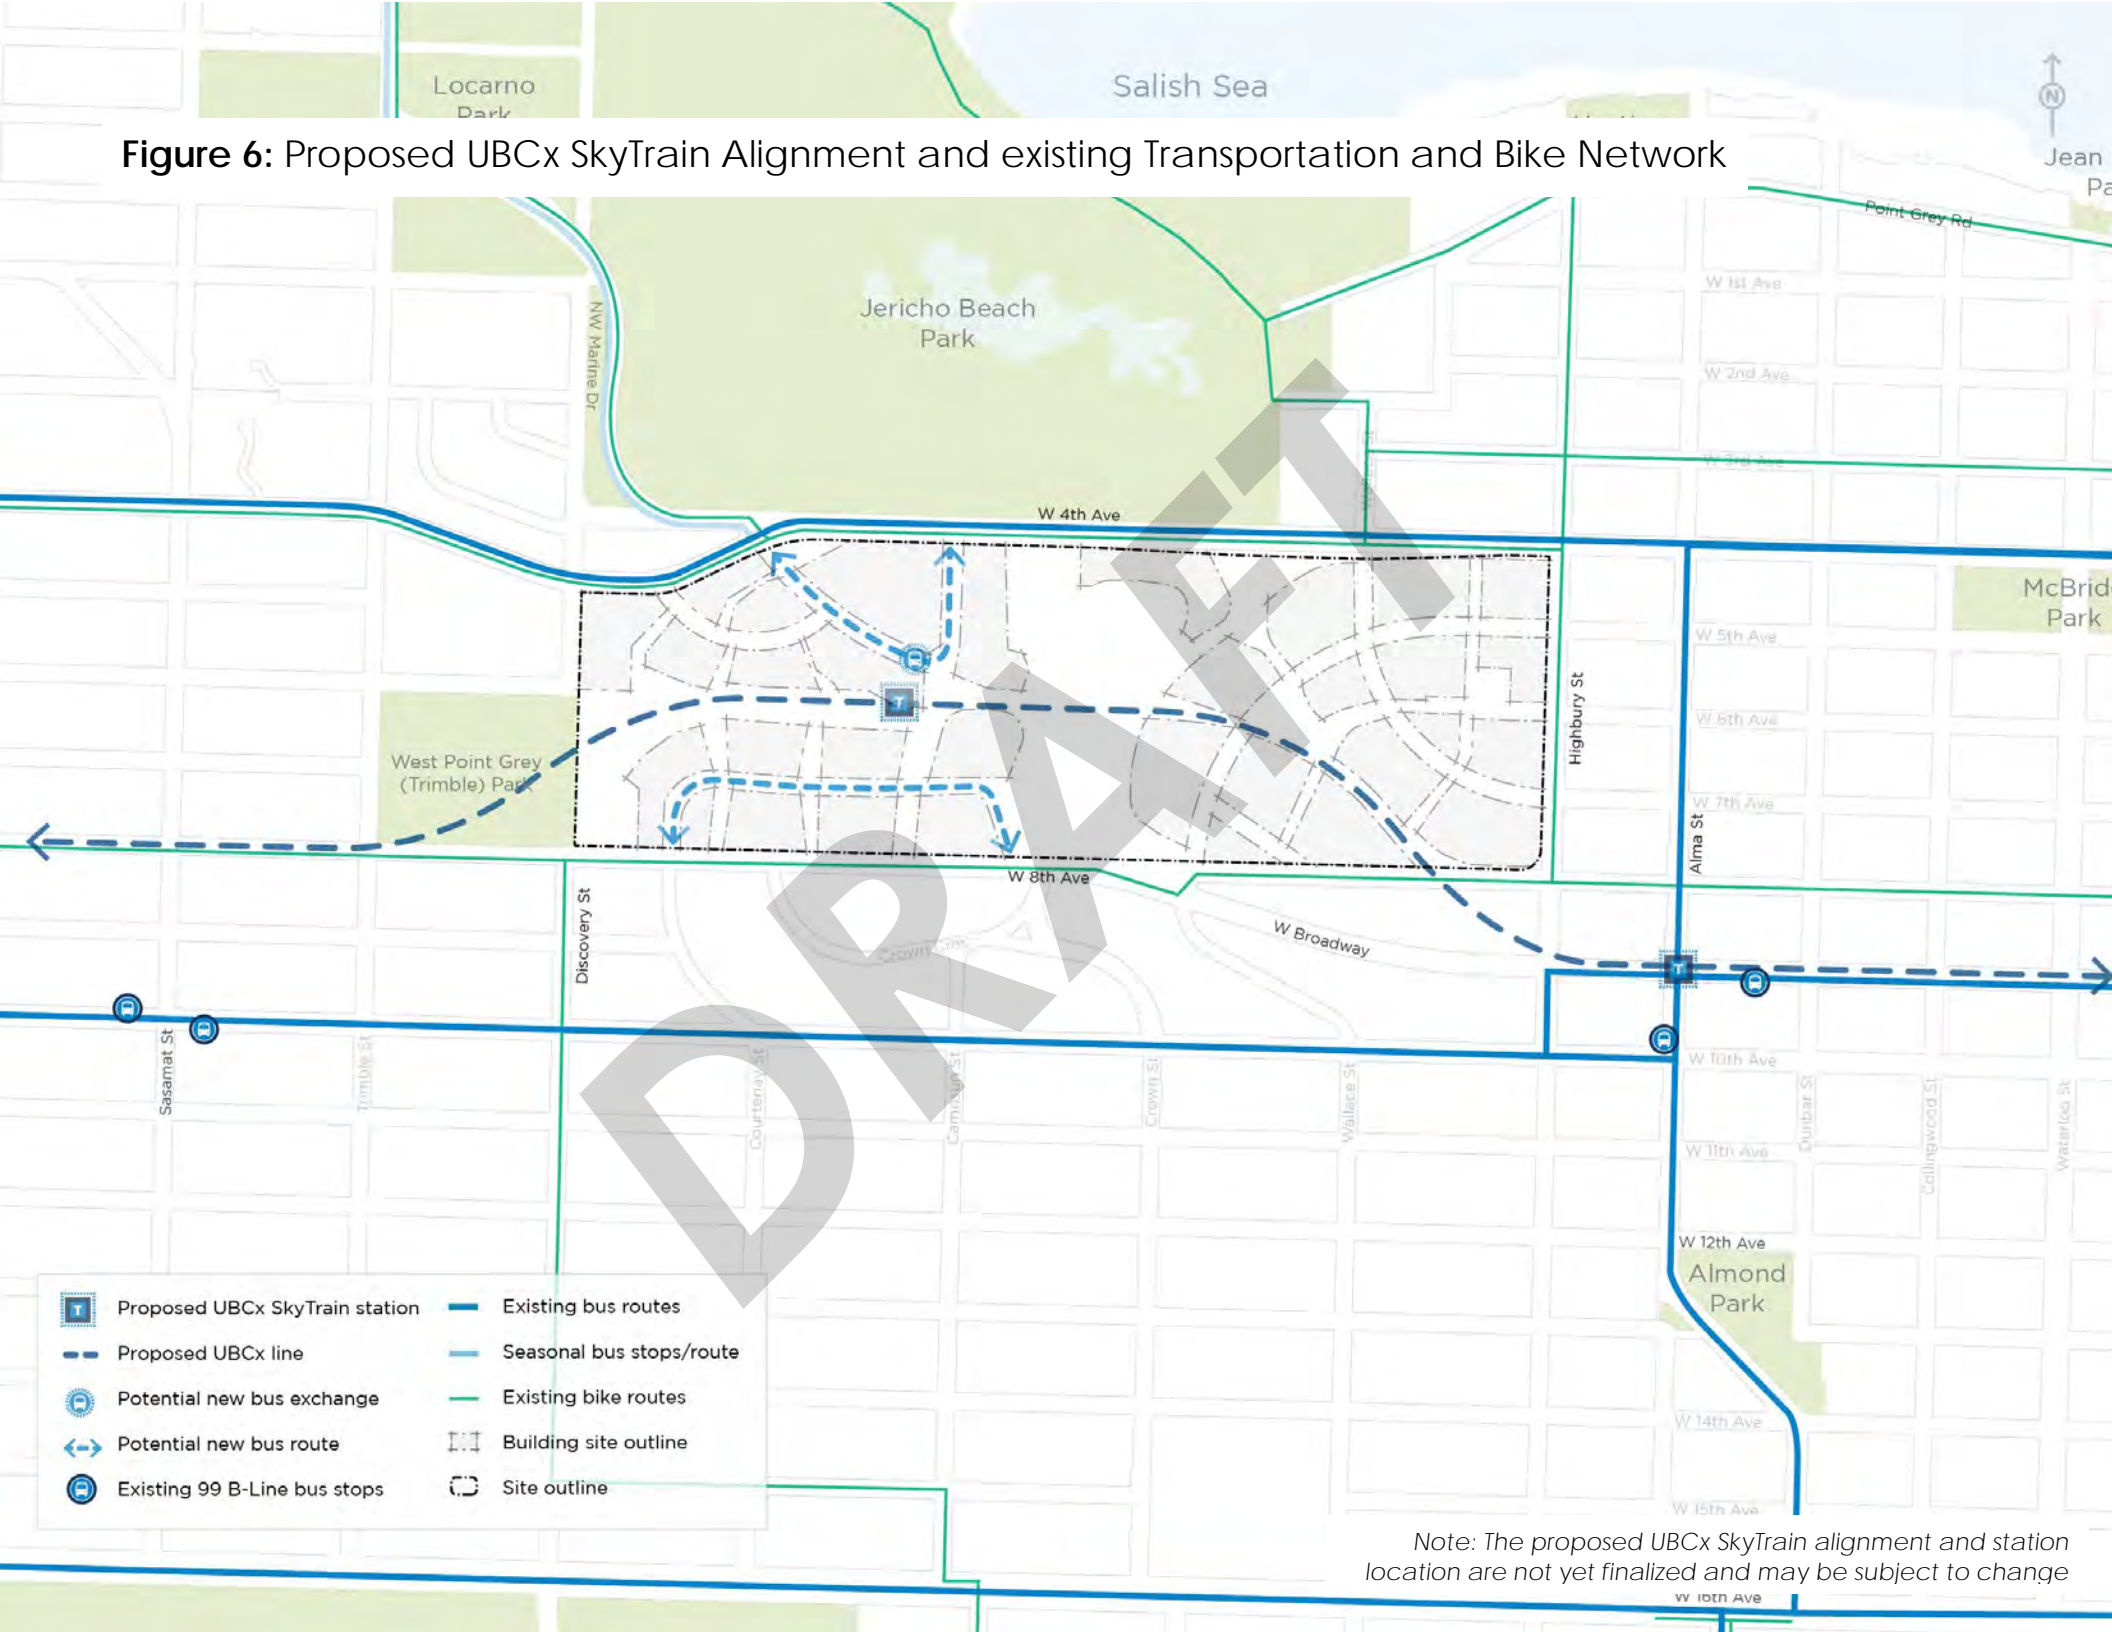 Locarno
Park
Salish Sea
N
Jean
Pa
Figure 6: Proposed UBCx SkyTrain Alignment and existing Transportation and Bike Network
Point Grey Rd
W 1st Ave
NW Marine Dr
Jericho Beach
Park
W 2nd Ave
W 3rd Ave
W 4th Ave
McBrid
Park
W 5th Ave
Highbury St
W 6th Ave
West Point Grey
(Trimble) Park
W 7th Ave
Alma St
W 8th Ave
Discovery St
W Broadway
DRAFT
Sasamat St
Trimble St
Courtenay St
Camosun St
Crown St
Wallace St
W 10th Ave
Dunbar St
Collingwood St
Waterloo St
W 11th Ave
W 12th Ave
Almond
Park
W 14th Ave
W 15th Ave
W 16th Ave
T Proposed UBCx SkyTrain station
Proposed UBCx line
Potential new bus exchange
Potential new bus route
Existing 99 B-Line bus stops
Existing bus routes
Seasonal bus stops/route
Existing bike routes
Building site outline
Site outline
Note: The proposed UBCx SkyTrain alignment and station
location are not yet finalized and may be subject to change